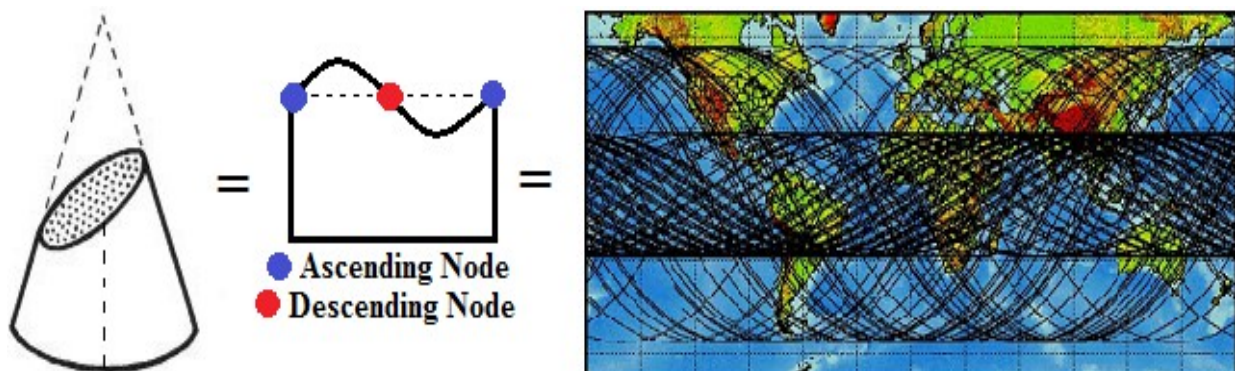 =
=
Ascending Node
Descending Node